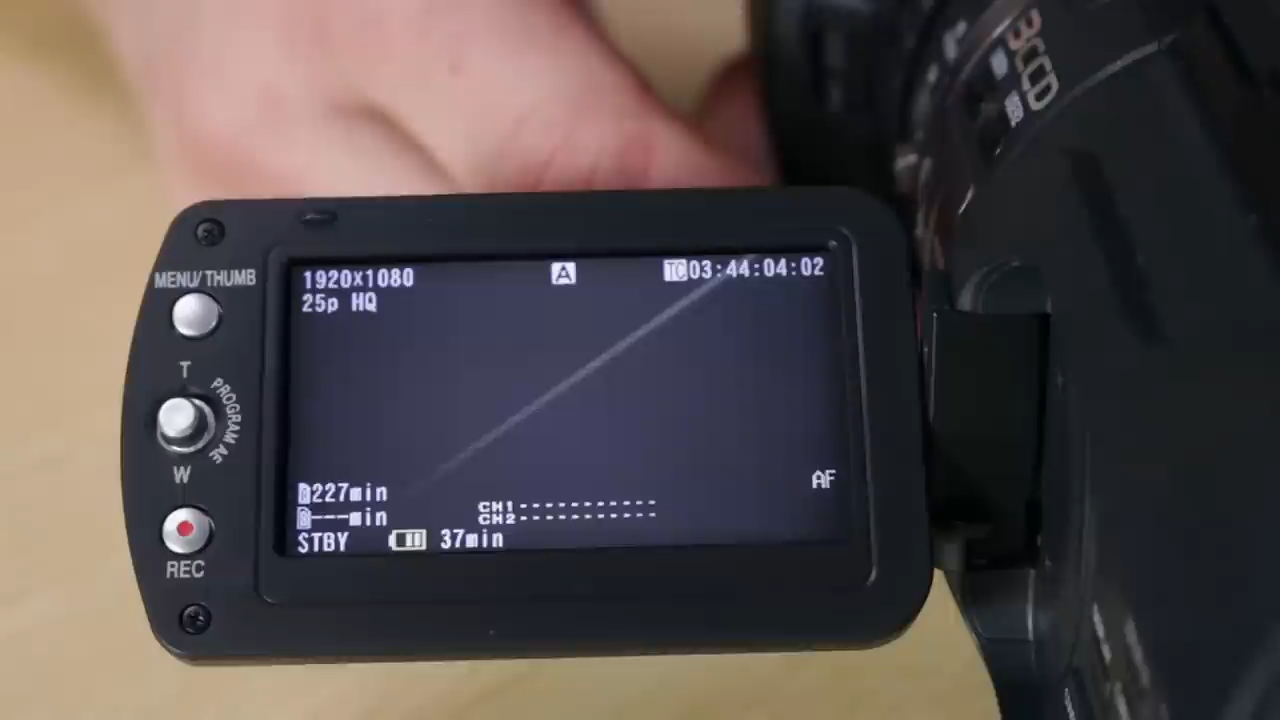 3CCD
MENU/THUMB
T
PROGRAM AE
W
REC
1920x1080
A
TC03:44:04:02
25p HQ
AF
227min
---min
CH1
CH2
STBY
37min